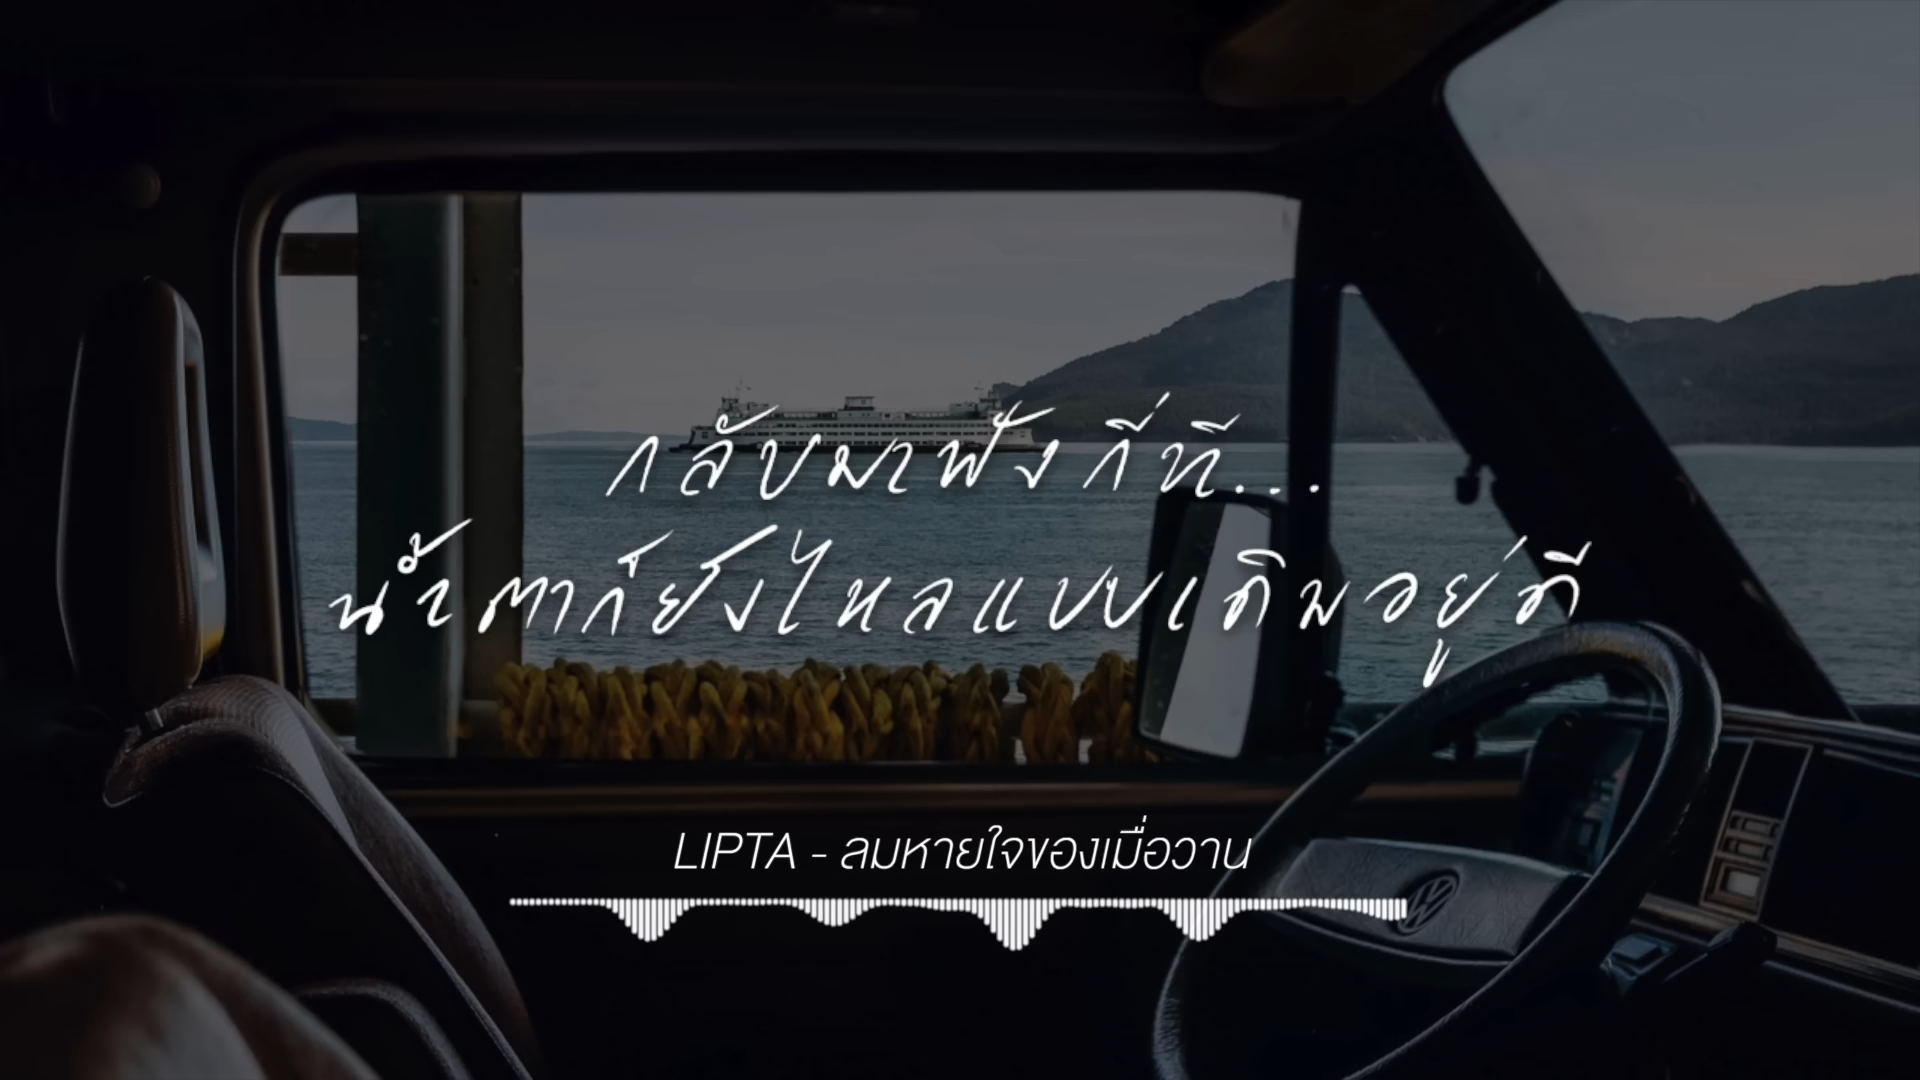 กลับมาฟังกี่ที...
น้ำตาก็ยังไหลแบบเดิมอยู่ดี
LIPTA - ลมหายใจของเมื่อวาน